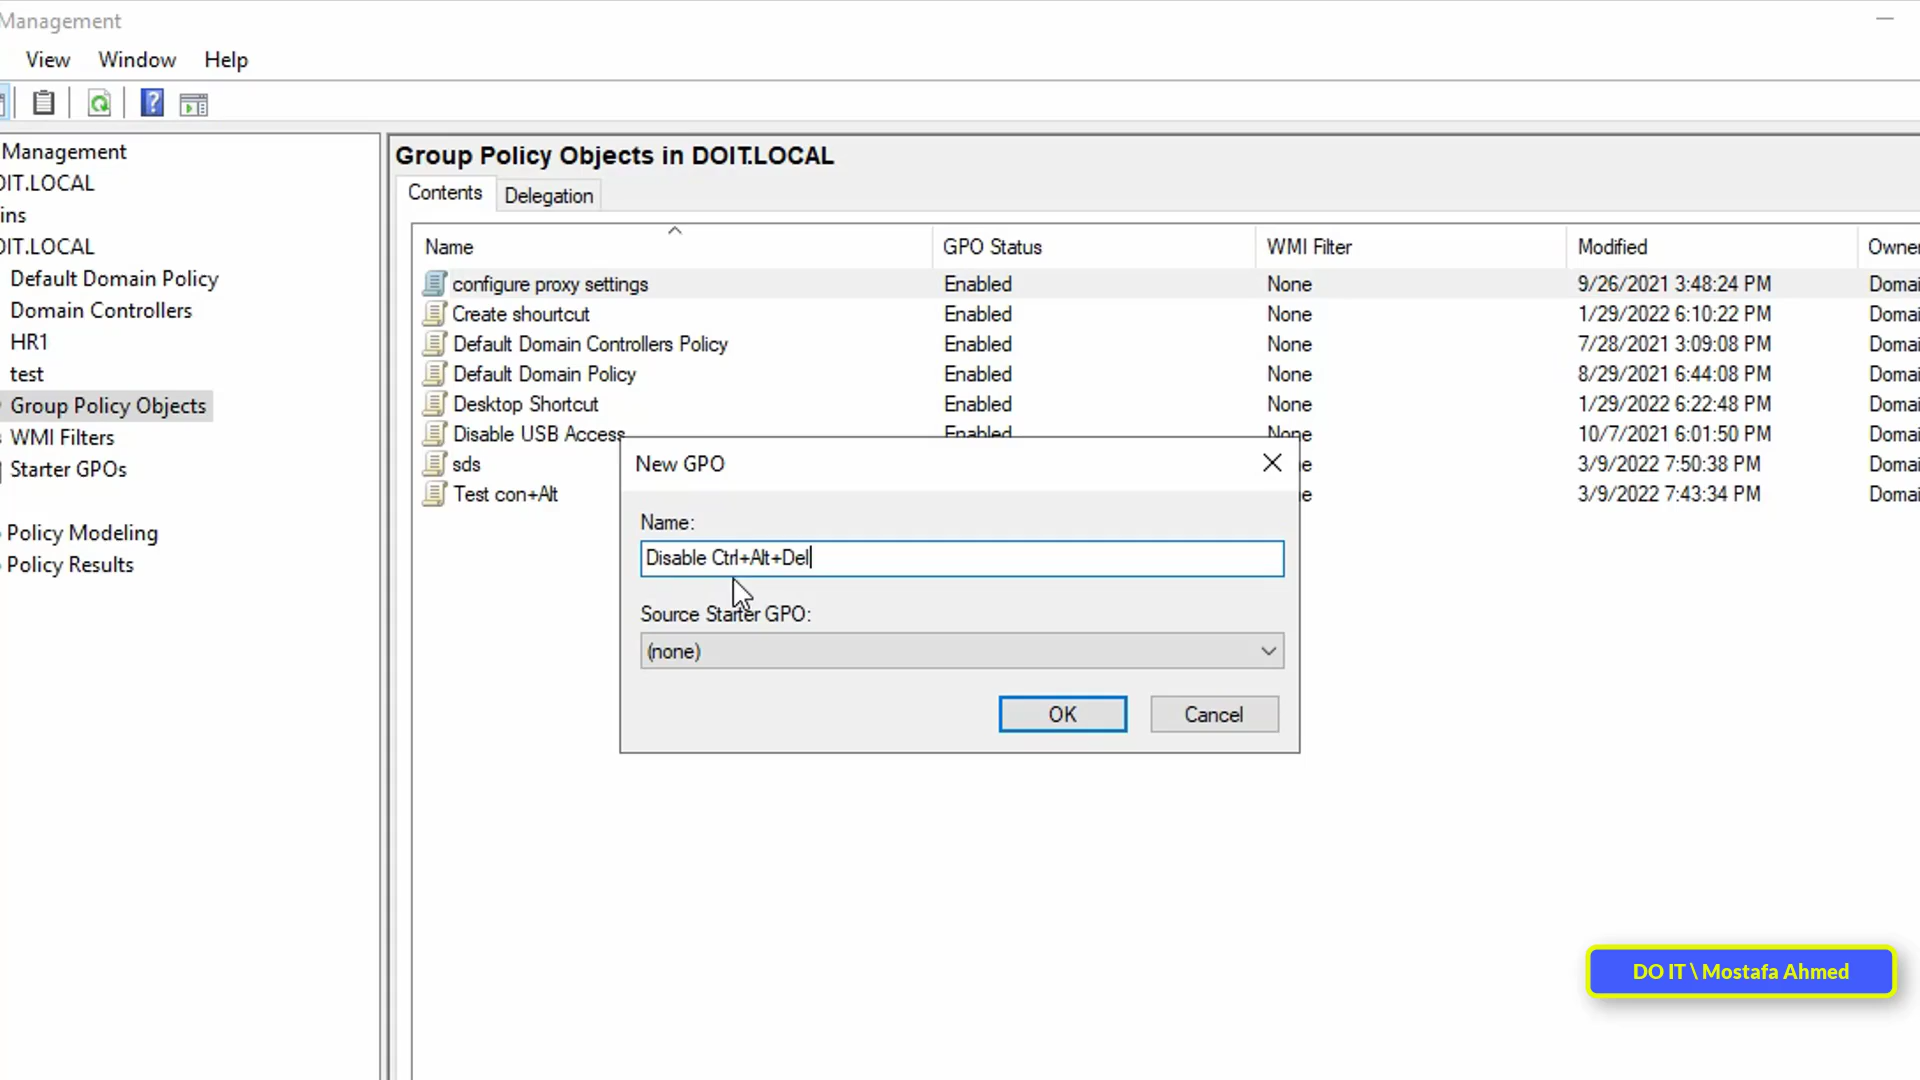 Management
View Window Help
Management
OIT.LOCAL
ins
OIT.LOCAL
Default Domain Policy
Domain Controllers
HR1
test
Group Policy Objects
WMI Filters
Starter GPOs
Policy Modeling
Policy Results
Group Policy Objects in DOIT.LOCAL
Contents Delegation
Name GPO Status WMI Filter Modified Owner
configure proxy settings Enabled None 9/26/2021 3:48:24 PM Domai
Create shourtcut Enabled None 1/29/2022 6:10:22 PM Domai
Default Domain Controllers Policy Enabled None 7/28/2021 3:09:08 PM Domai
Default Domain Policy Enabled None 8/29/2021 6:44:08 PM Domai
Desktop Shortcut Enabled None 1/29/2022 6:22:48 PM Domai
Disable USB Access Enabled None 10/7/2021 6:01:50 PM Domai
sds ne 3/9/2022 7:50:38 PM Domai
Test con+Alt ne 3/9/2022 7:43:34 PM Domai
New GPO
Name:
Disable Ctrl+Alt+Del
Source Starter GPO:
(none)
OK Cancel
DO IT \ Mostafa Ahmed